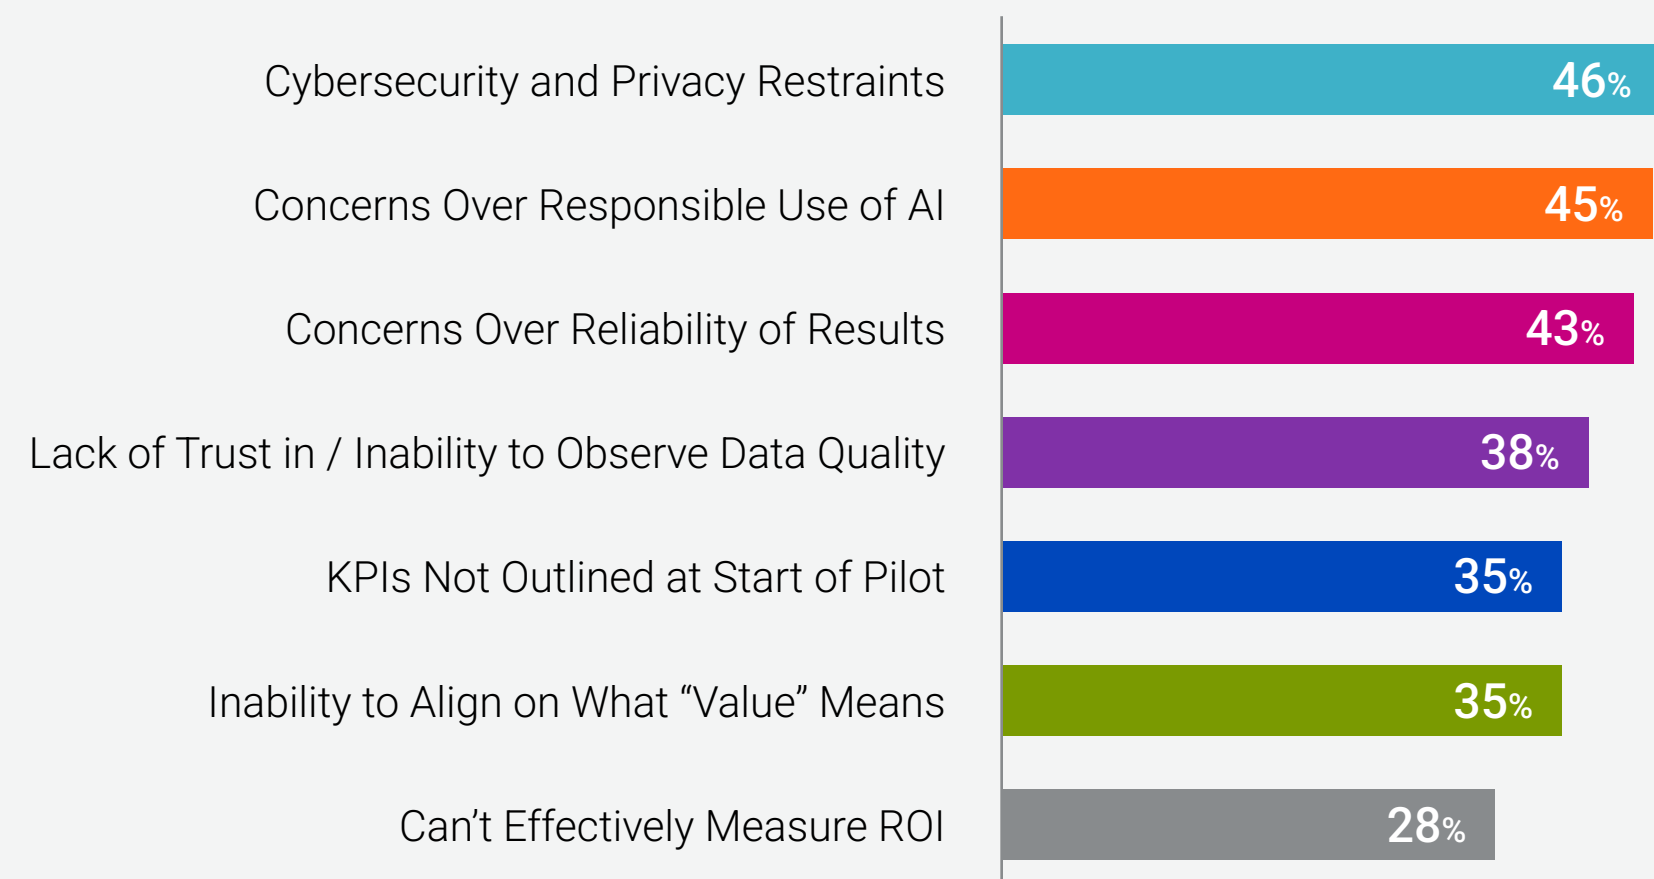 Cybersecurity and Privacy Restraints 46%
Concerns Over Responsible Use of AI 45%
Concerns Over Reliability of Results 43%
Lack of Trust in / Inability to Observe Data Quality 38%
KPIs Not Outlined at Start of Pilot 35%
Inability to Align on What “Value” Means 35%
Can’t Effectively Measure ROI 28%